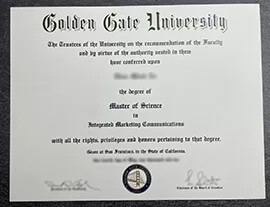 Golden Gate University
The Trustees of the University on the recommendation of the Faculty
and by virtue of the authority vested in them
have conferred upon
the degree of
Master of Science
in
Integrated Marketing Communications
with all the rights, privileges and honors pertaining to that degree.
Given at San Francisco, in the State of California,